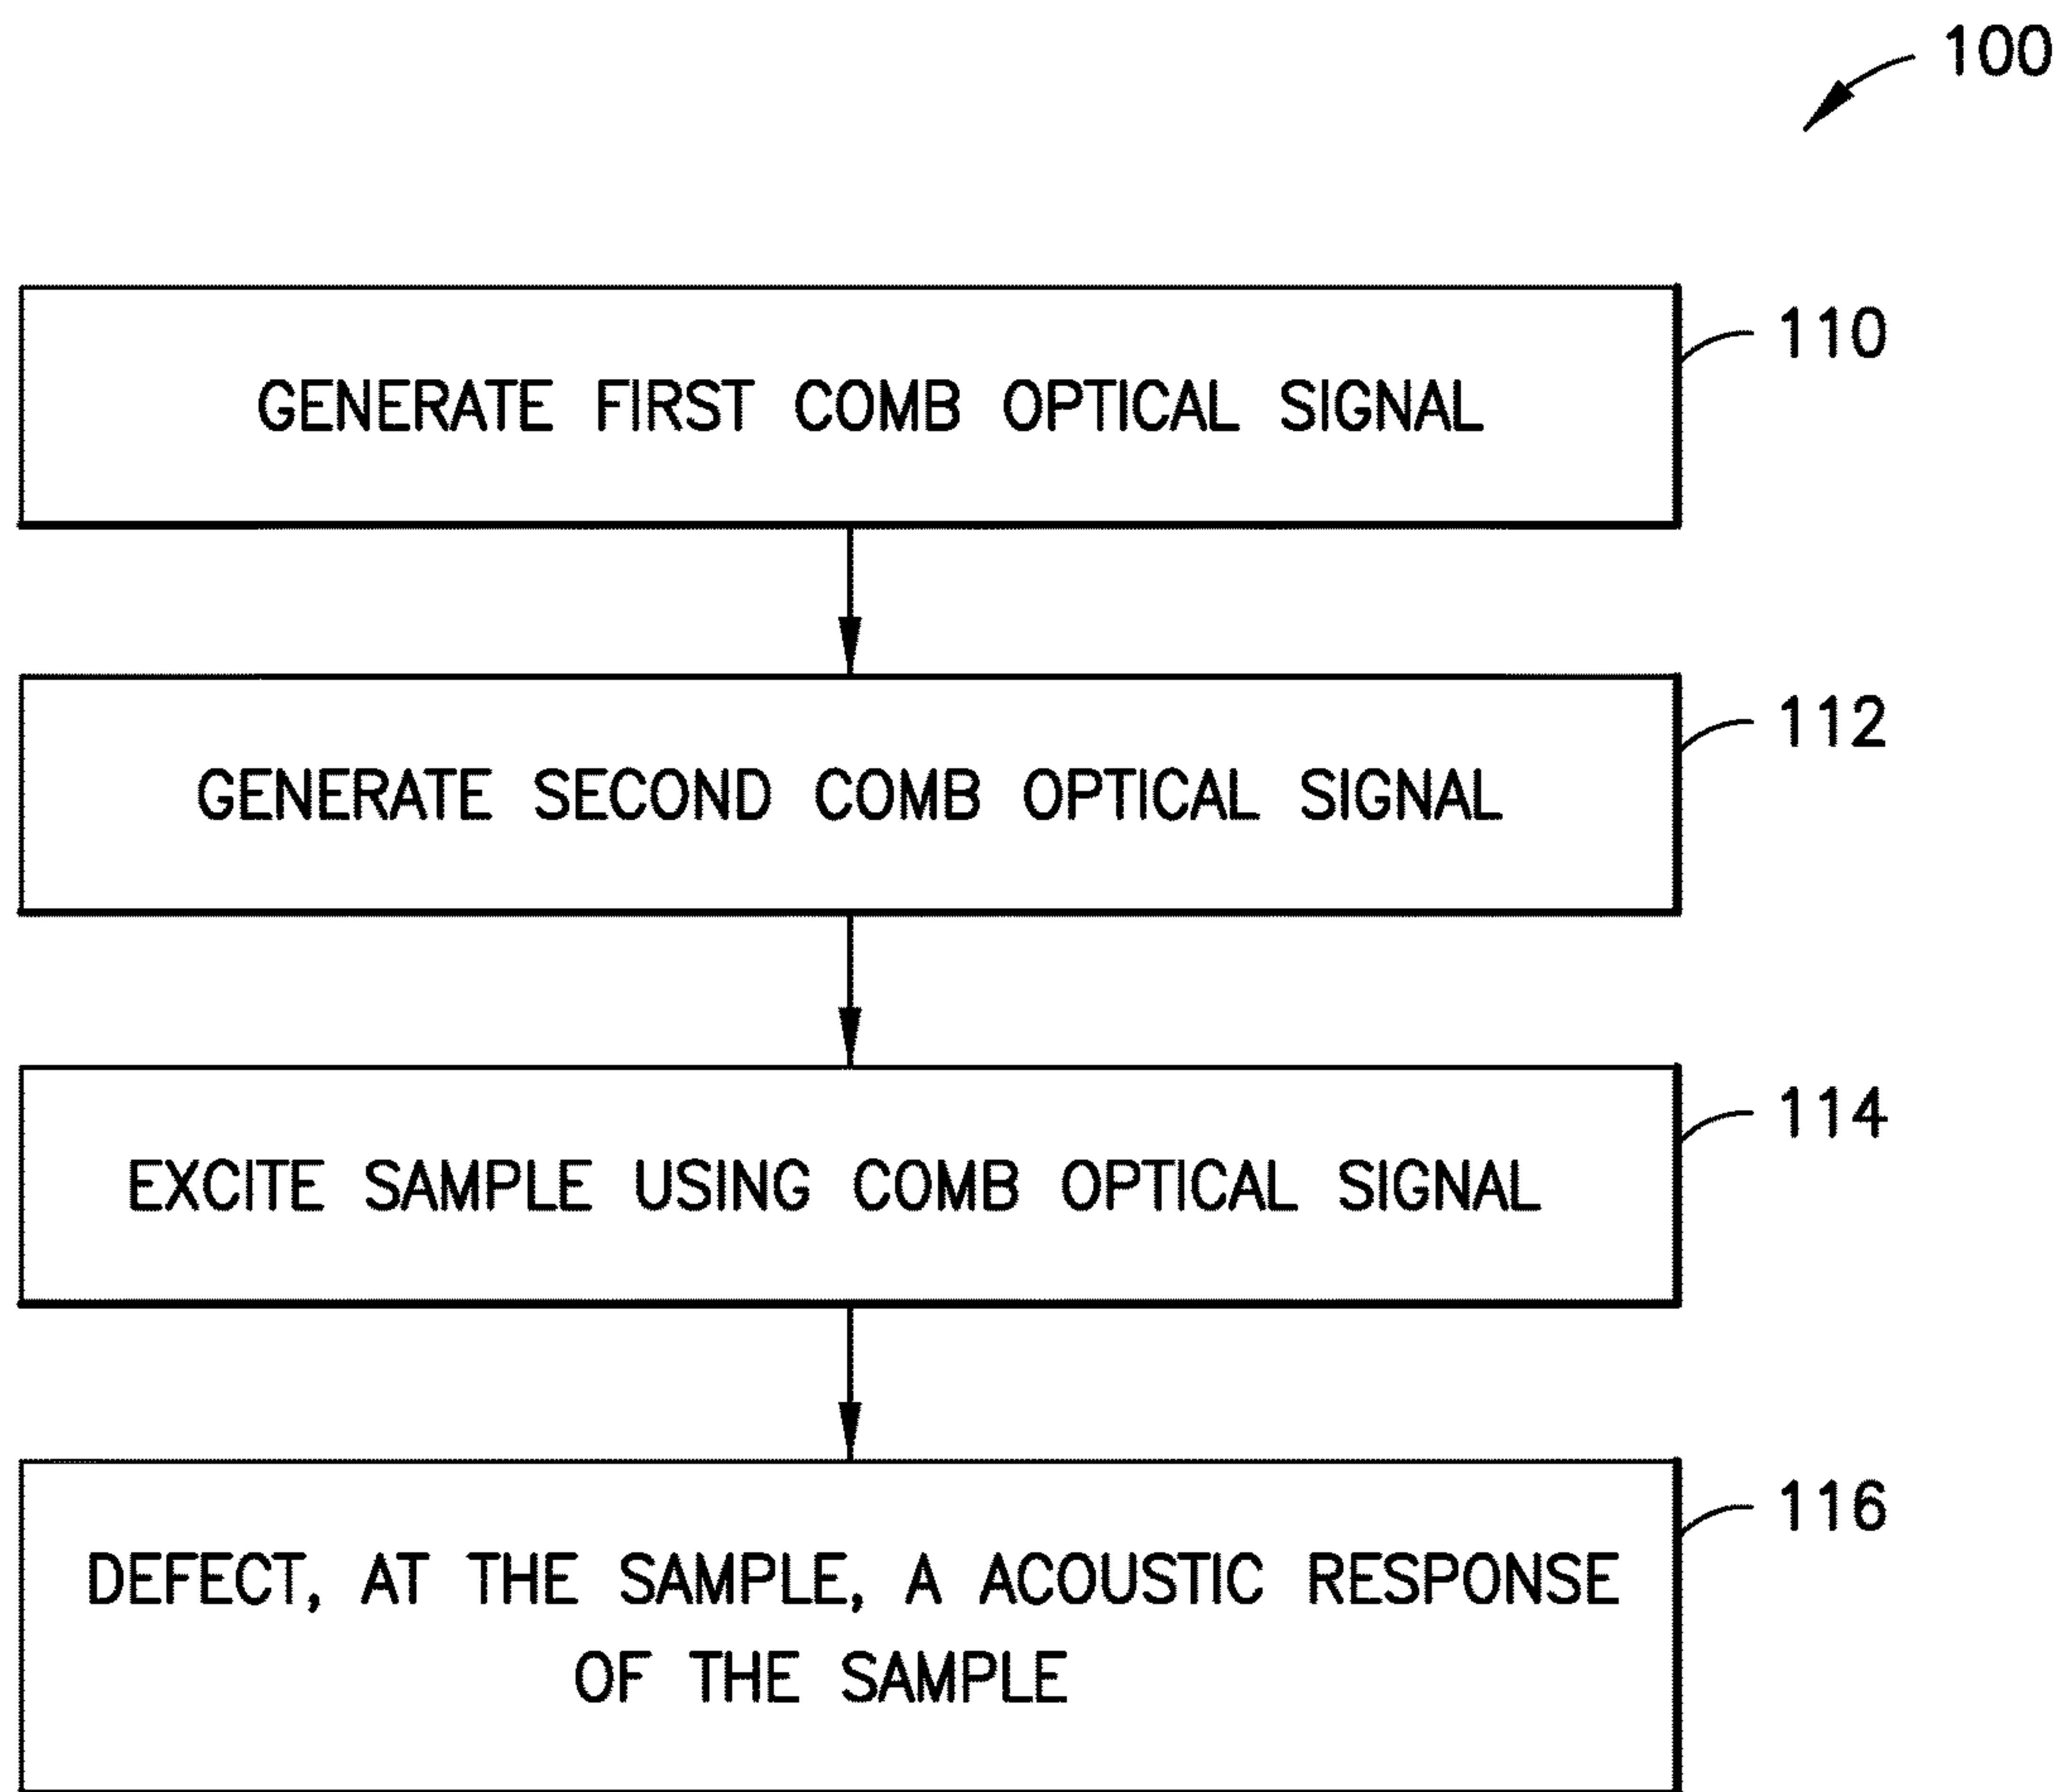 100
GENERATE FIRST COMB OPTICAL SIGNAL
110
GENERATE SECOND COMB OPTICAL SIGNAL
112
EXCITE SAMPLE USING COMB OPTICAL SIGNAL
114
DEFECT, AT THE SAMPLE, A ACOUSTIC RESPONSE
OF THE SAMPLE
116